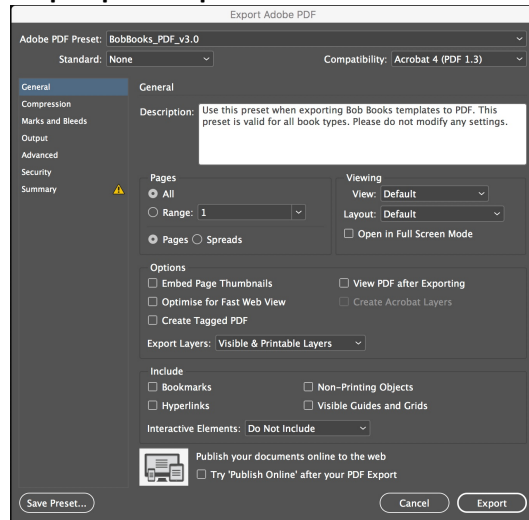 Export Adobe PDF
Adobe PDF Preset: BobBooks_PDF_v3.0
Standard: None Compatibility: Acrobat 4 (PDF 1.3)
General
Compression
Marks and Bleeds
Output
Advanced
Security
Summary
General
Description: Use this preset when exporting Bob Books templates to PDF. This
preset is valid for all book types. Please do not modify any settings.
Pages
All
Range: 1
Pages Spreads
Viewing
View: Default
Layout: Default
Open in Full Screen Mode
Options
Embed Page Thumbnails View PDF after Exporting
Optimise for Fast Web View Create Acrobat Layers
Create Tagged PDF
Export Layers: Visible & Printable Layers
Include
Bookmarks Non-Printing Objects
Hyperlinks Visible Guides and Grids
Interactive Elements: Do Not Include
Publish your documents online to the web
Try 'Publish Online' after your PDF Export
Save Preset... Cancel Export